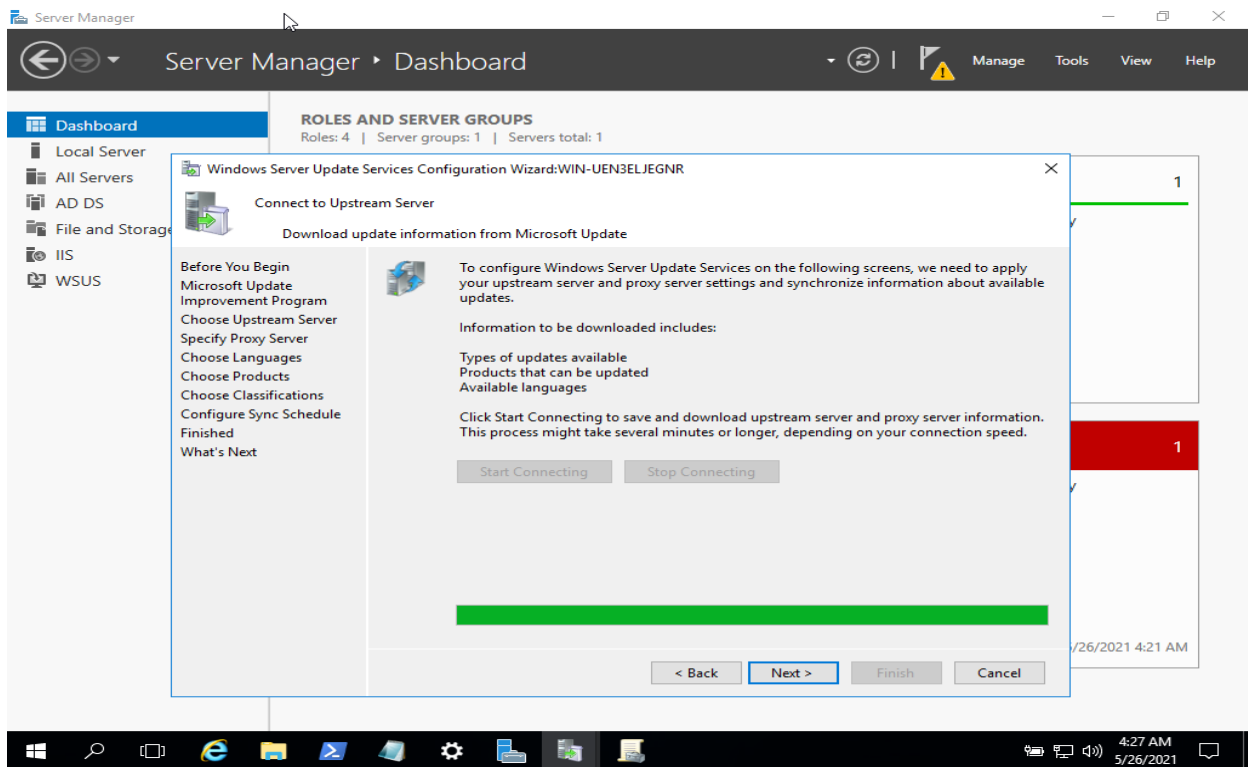 Server Manager
Server Manager ‣ Dashboard
Manage Tools View Help
Dashboard
Local Server
All Servers
AD DS
File and Storage
IIS
WSUS
ROLES AND SERVER GROUPS
Roles: 4 | Server groups: 1 | Servers total: 1
1
1
/26/2021 4:21 AM
Windows Server Update Services Configuration Wizard:WIN-UEN3ELJEGNR
Connect to Upstream Server
Download update information from Microsoft Update
Before You Begin
Microsoft Update
Improvement Program
Choose Upstream Server
Specify Proxy Server
Choose Languages
Choose Products
Choose Classifications
Configure Sync Schedule
Finished
What's Next
To configure Windows Server Update Services on the following screens, we need to apply
your upstream server and proxy server settings and synchronize information about available
updates.
Information to be downloaded includes:
Types of updates available
Products that can be updated
Available languages
Click Start Connecting to save and download upstream server and proxy server information.
This process might take several minutes or longer, depending on your connection speed.
Start Connecting Stop Connecting
< Back Next > Finish Cancel
4:27 AM
5/26/2021